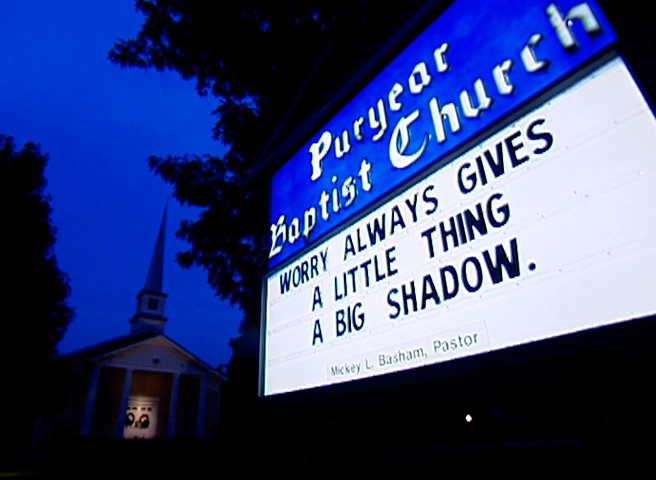 Puryear
Baptist Church
WORRY ALWAYS GIVES
A LITTLE THING
A BIG SHADOW.
Mickey L. Basham, Pastor